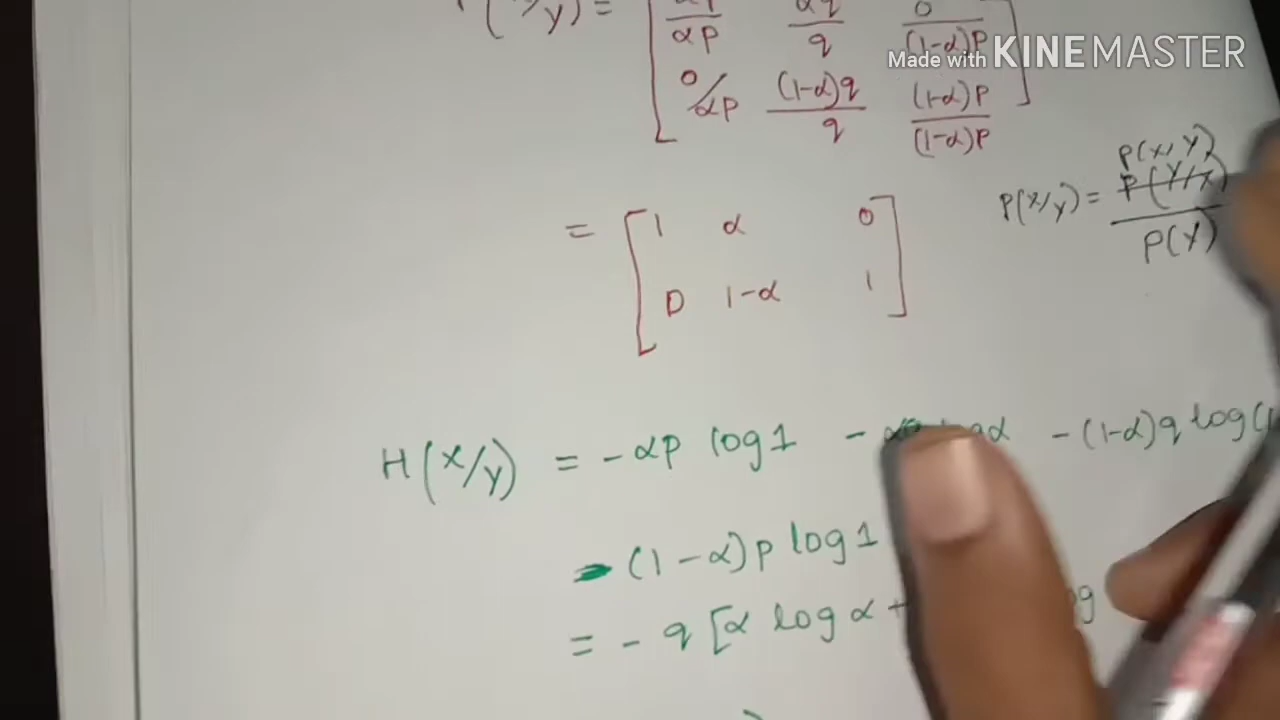 (X/Y) = [ αp/αp αq/q 0/(1-α)p
0/αp (1-α)q/q (1-α)p/(1-α)p ]
Made with KINEMASTER
P(X/Y) = P(X,Y) P(Y/X) / P(Y)
= [ 1 α 0
0 1-α 1 ]
H(X/Y) = - αp log 1 - α - (1-α)q log(
- (1-α)p log 1
= - q [α log α +